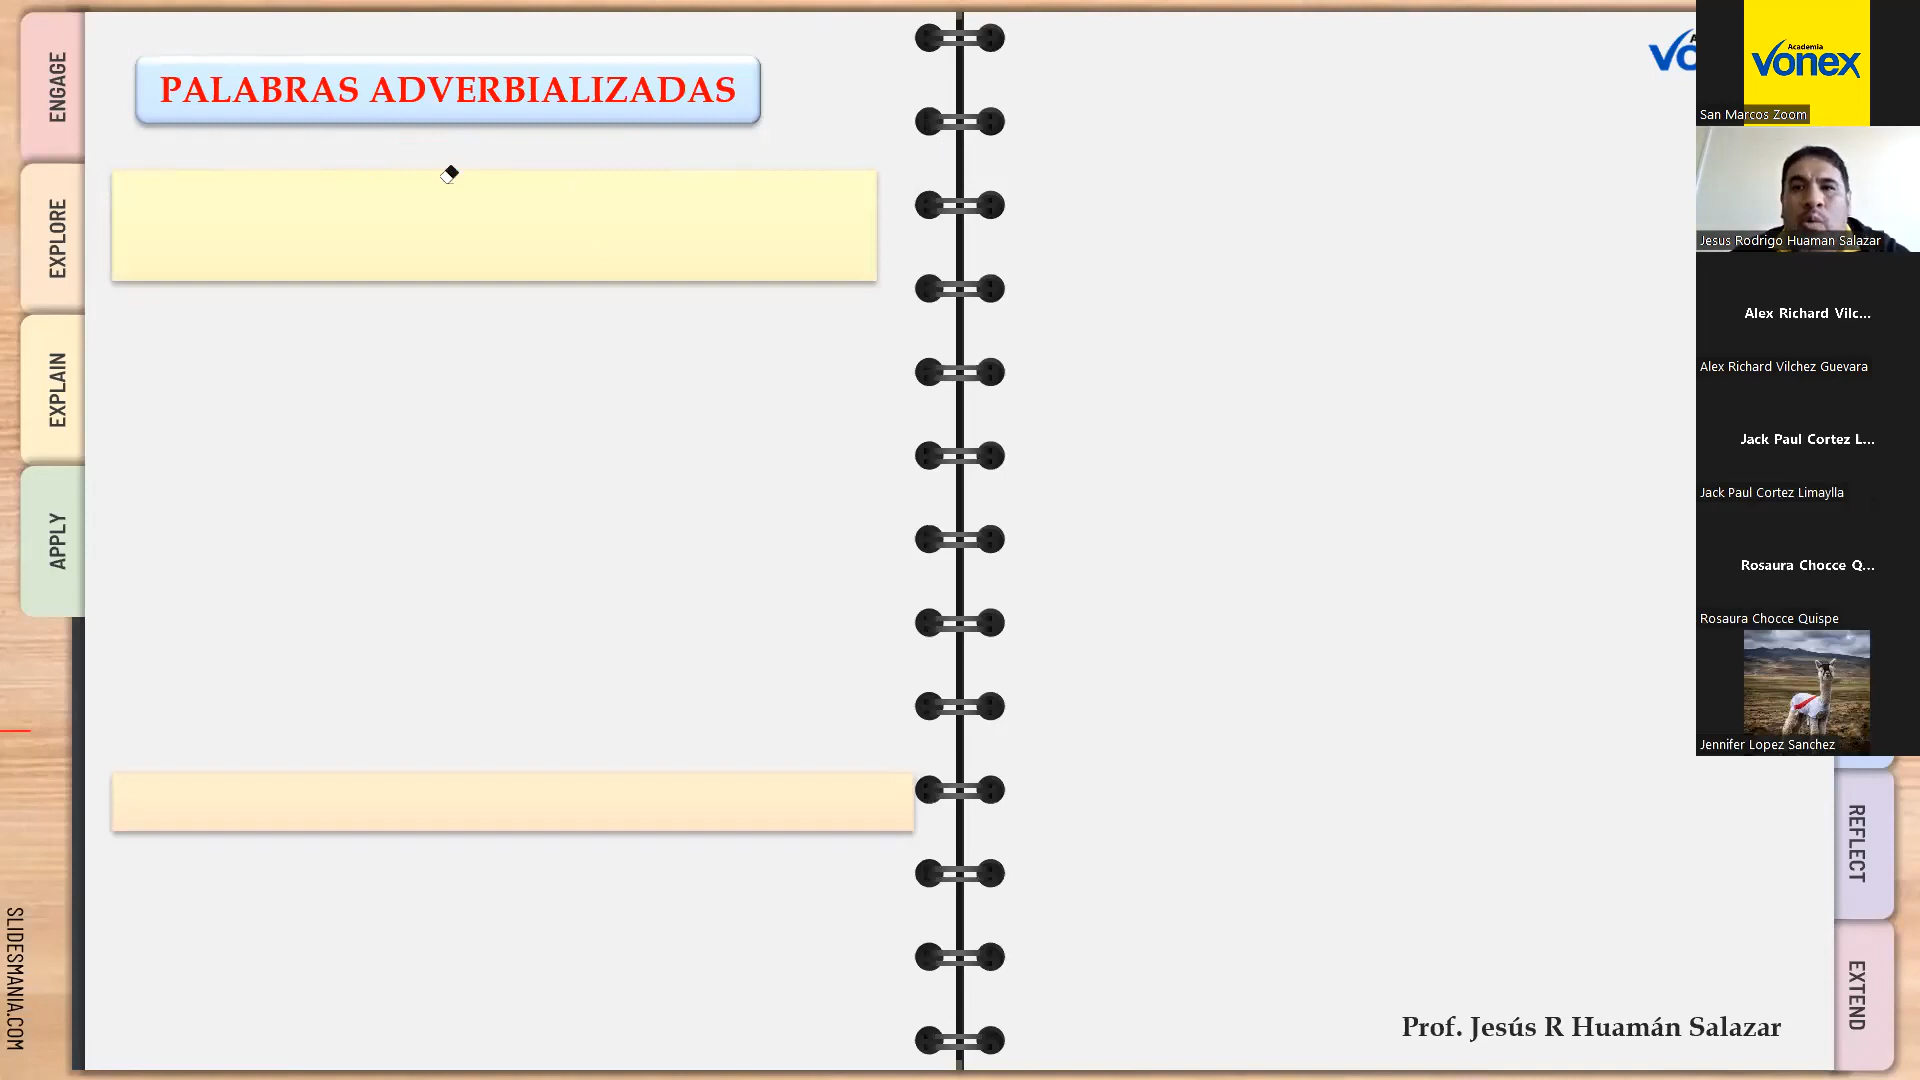 ENGAGE
EXPLORE
EXPLAIN
APPLY
SLIDESMANIA.COM
PALABRAS ADVERBIALIZADAS
Prof. Jesús R Huamán Salazar
REFLECT
EXTEND
Academia
vonex
San Marcos Zoom
Jesus Rodrigo Huaman Salazar
Alex Richard Vilc...
Alex Richard Vilchez Guevara
Jack Paul Cortez L...
Jack Paul Cortez Limaylla
Rosaura Chocce Q...
Rosaura Chocce Quispe
Jennifer Lopez Sanchez